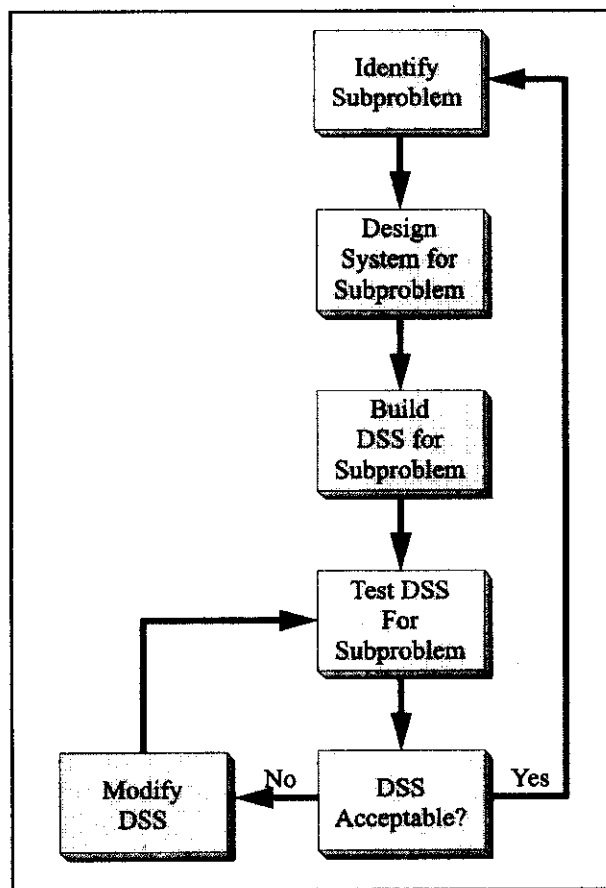 Identify
Subproblem
Design
System for
Subproblem
Build
DSS for
Subproblem
Test DSS
For
Subproblem
Modify
DSS
No
DSS
Acceptable?
Yes